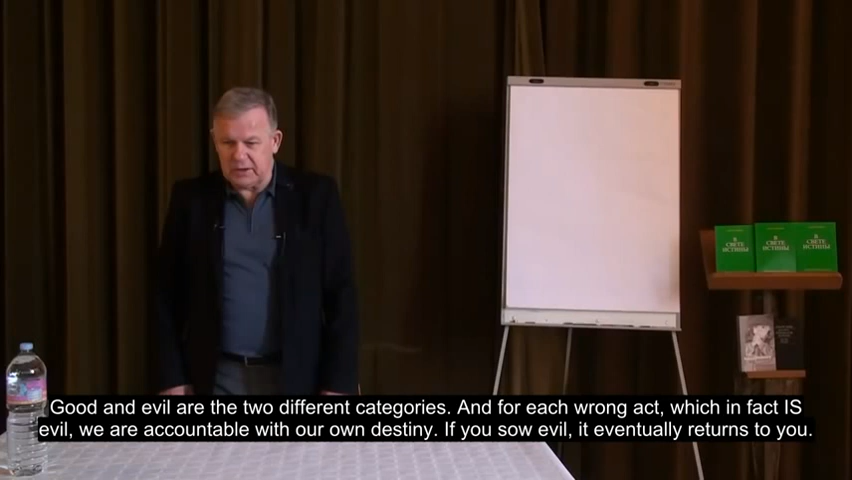 В
СВЕТЕ
ИСТИНЫ
В
СВЕТЕ
ИСТИНЫ
В
СВЕТЕ
ИСТИНЫ
Good and evil are the two different categories. And for each wrong act, which in fact IS
evil, we are accountable with our own destiny. If you sow evil, it eventually returns to you.